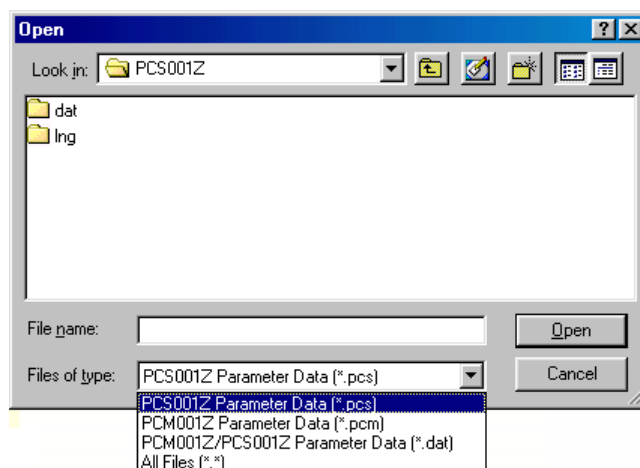 Open
Look in: PCS001Z
dat
lng
File name: Open
Files of type: PCS001Z Parameter Data (*.pcs) Cancel
PCS001Z Parameter Data (*.pcs)
PCM001Z Parameter Data (*.pcm)
PCM001Z/PCS001Z Parameter Data (*.dat)
All Files (*.*)